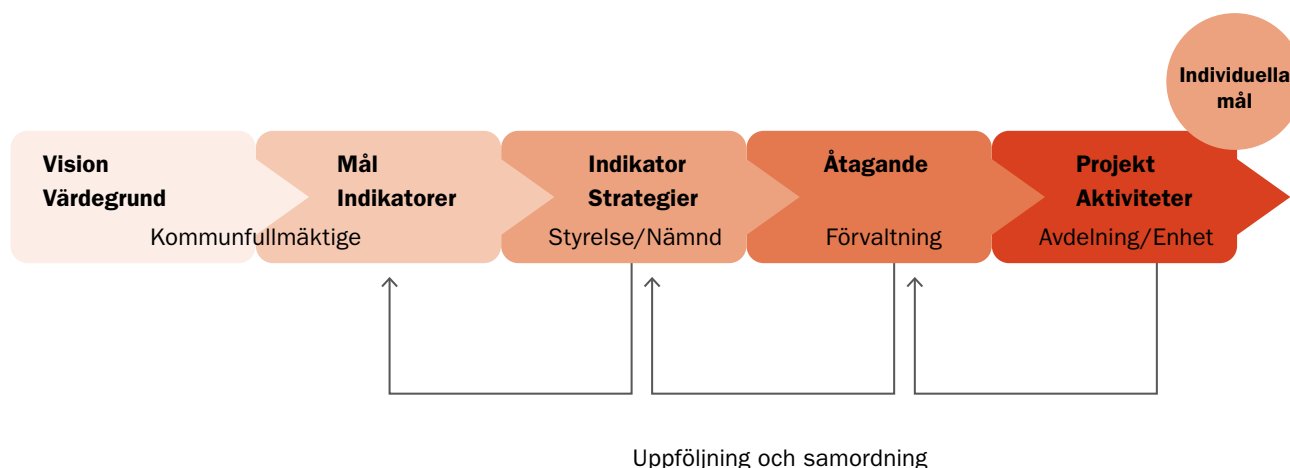 Individuella
mål
Vision
Värdegrund
Mål
Indikatorer
Kommunfullmäktige
Indikator
Strategier
Styrelse/Nämnd
Åtagande
Förvaltning
Projekt
Aktiviteter
Avdelning/Enhet
Uppföljning och samordning